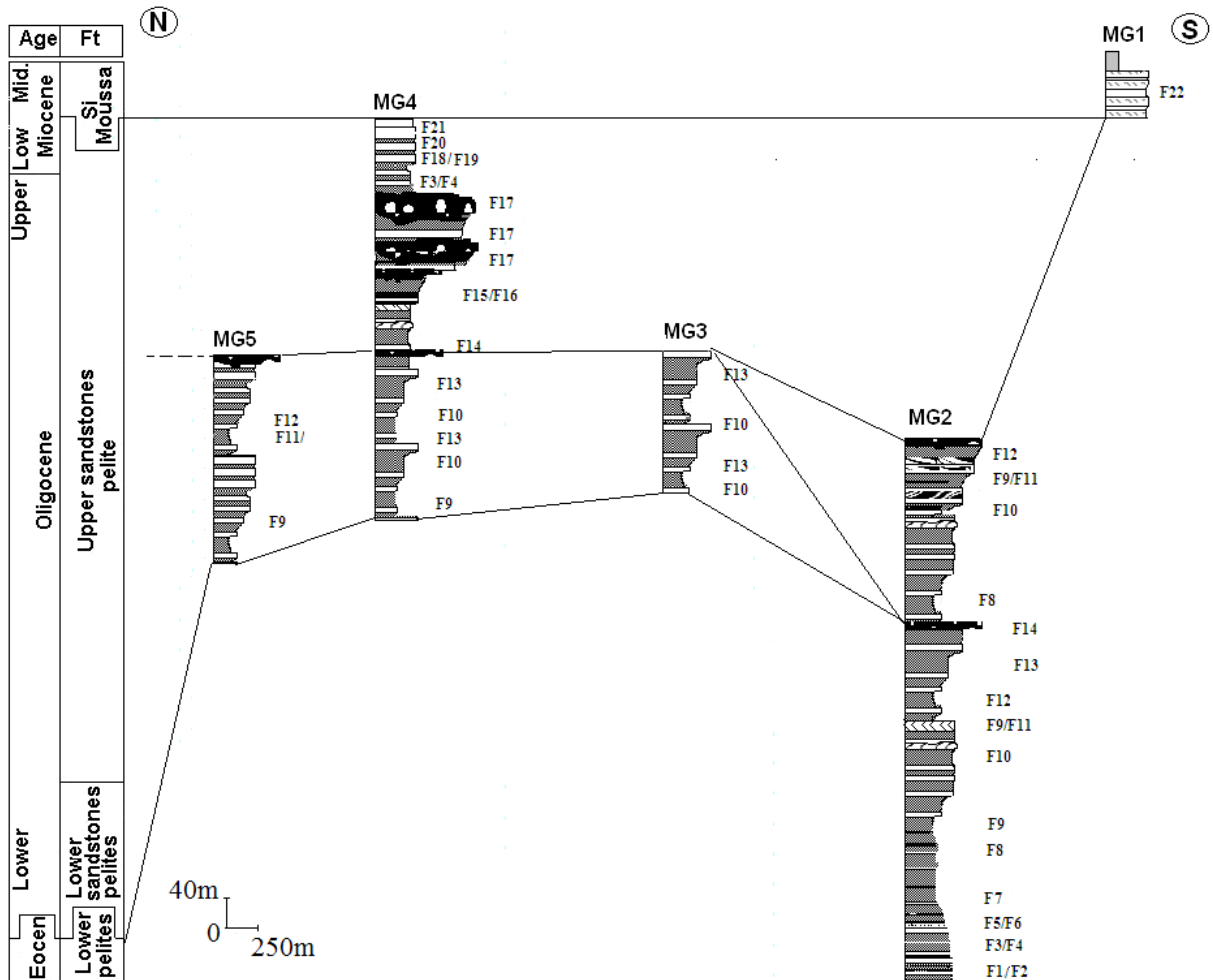 N
S
Age Ft
MG1
Mid.
Low
Miocene
Si
Moussa
F22
MG4
F21
F20
F18/F19
F3/F4
F17
F17
F17
F15/F16
F14
F13
F10
F13
F10
F9
Upper
Oligocene
Upper sandstones
pelite
MG5
F12
F11/
F9
MG3
F13
F10
F13
F10
MG2
F12
F9/F11
F10
F8
F14
F13
F12
F9/F11
F10
F9
F8
F7
F5/F6
F3/F4
F1/F2
Lower
Lower
sandstones
pelites
Eocen
Lower
pelites
40m
0
250m